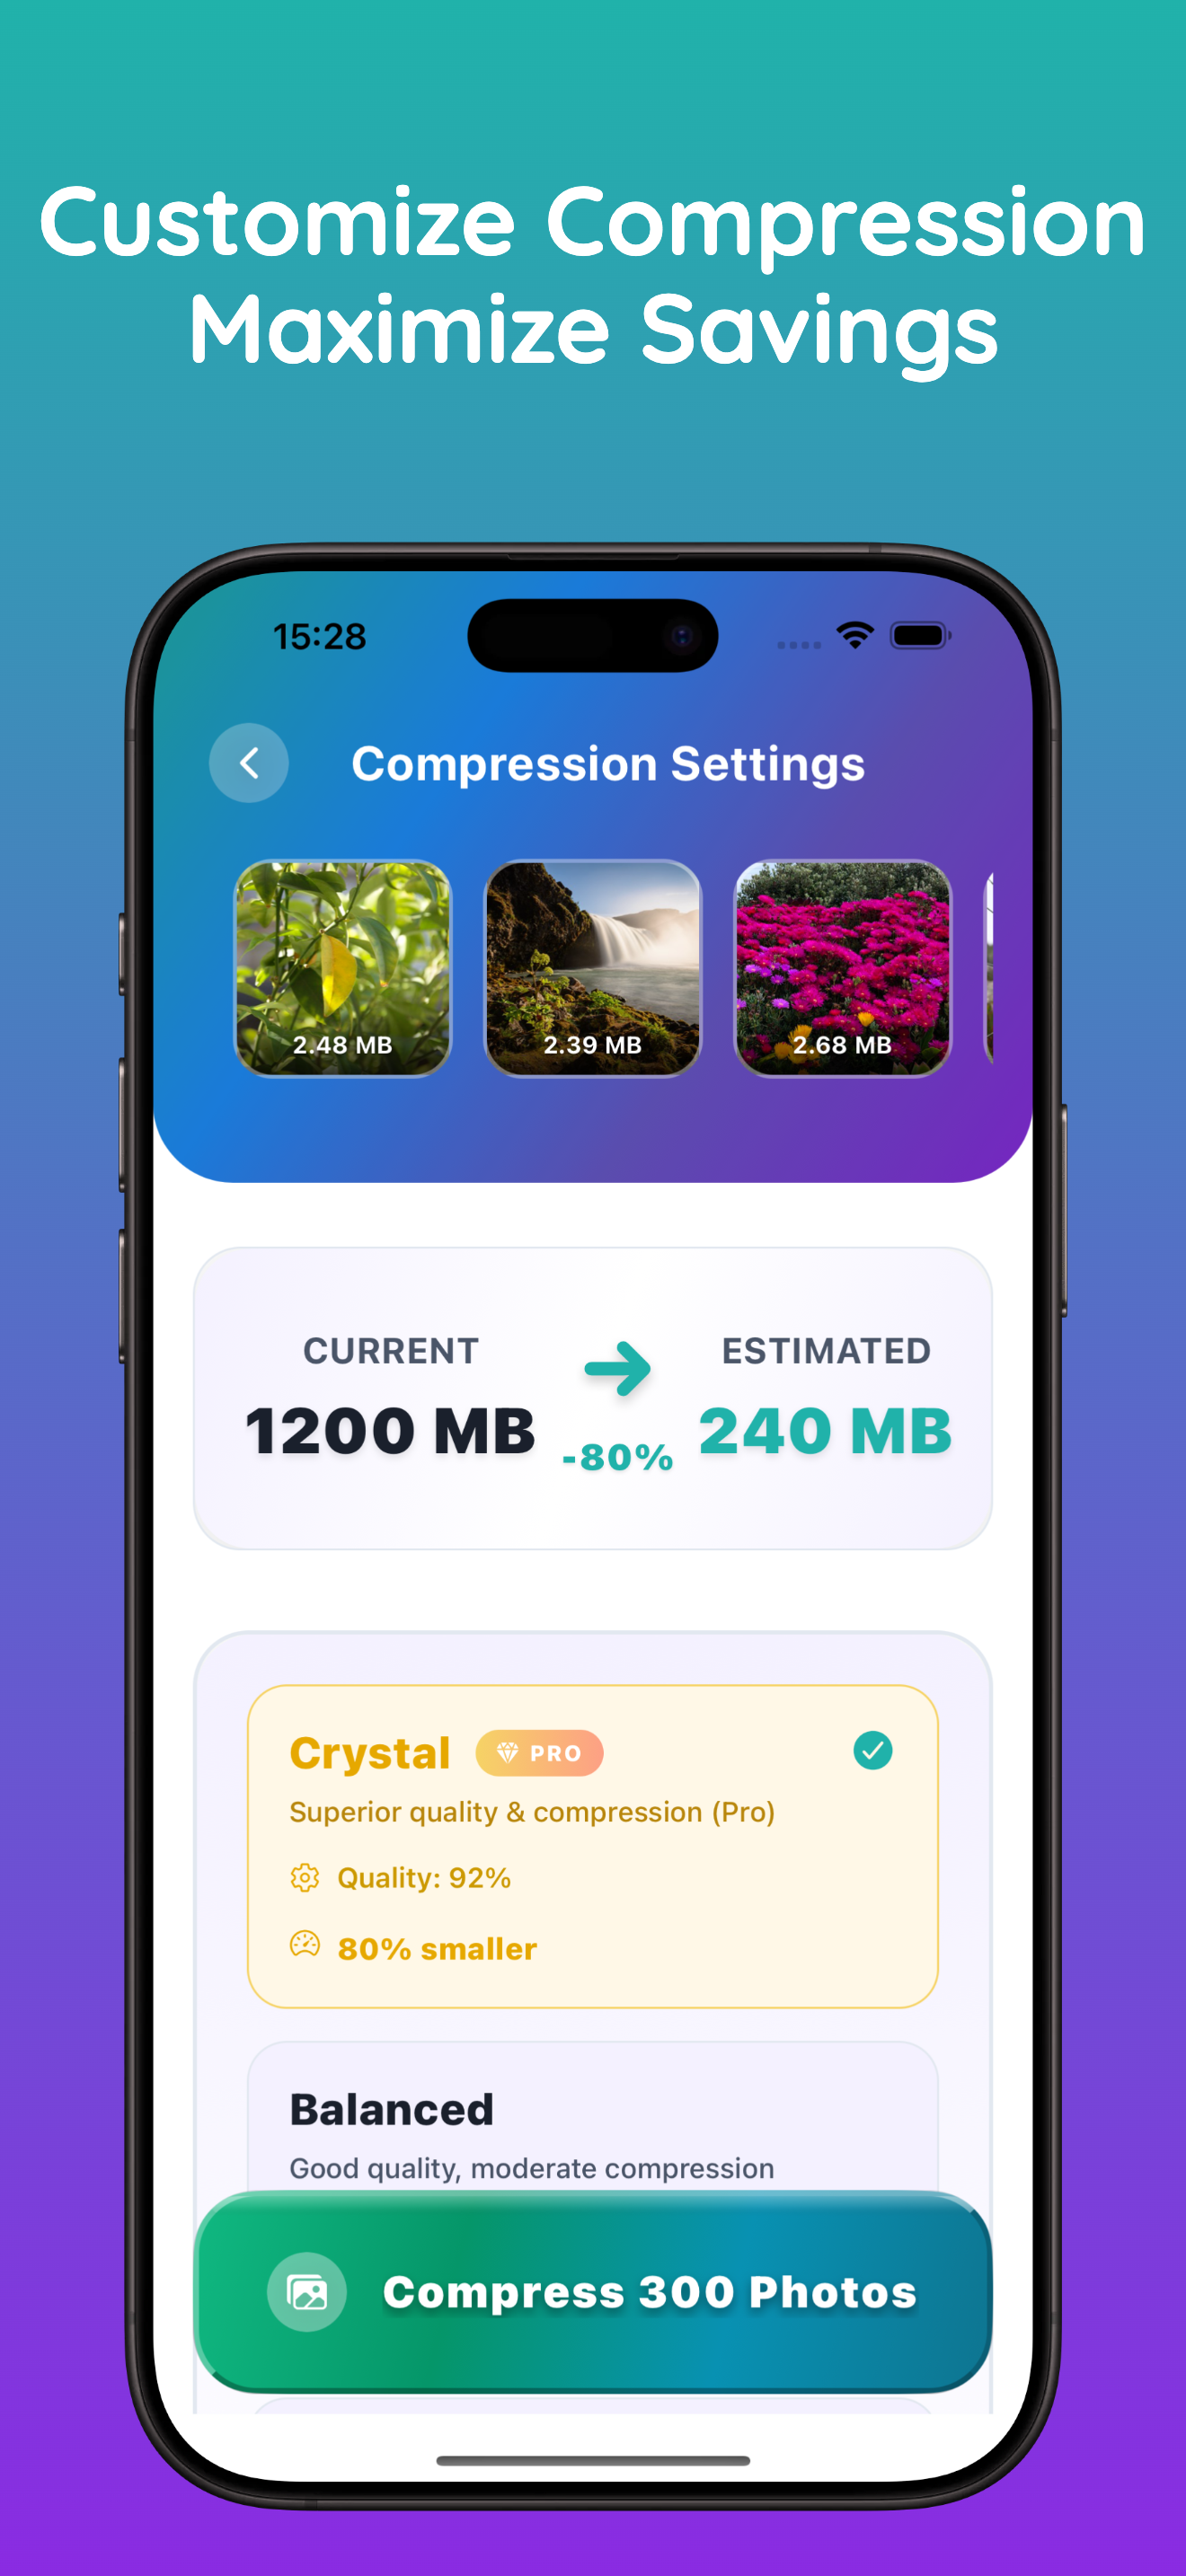 Customize Compression
Maximize Savings
15:28
Compression Settings
2.48 MB
2.39 MB
2.68 MB
CURRENT
ESTIMATED
1200 MB
-80%
240 MB
Crystal
PRO
Superior quality & compression (Pro)
Quality: 92%
80% smaller
Balanced
Good quality, moderate compression
Compress 300 Photos